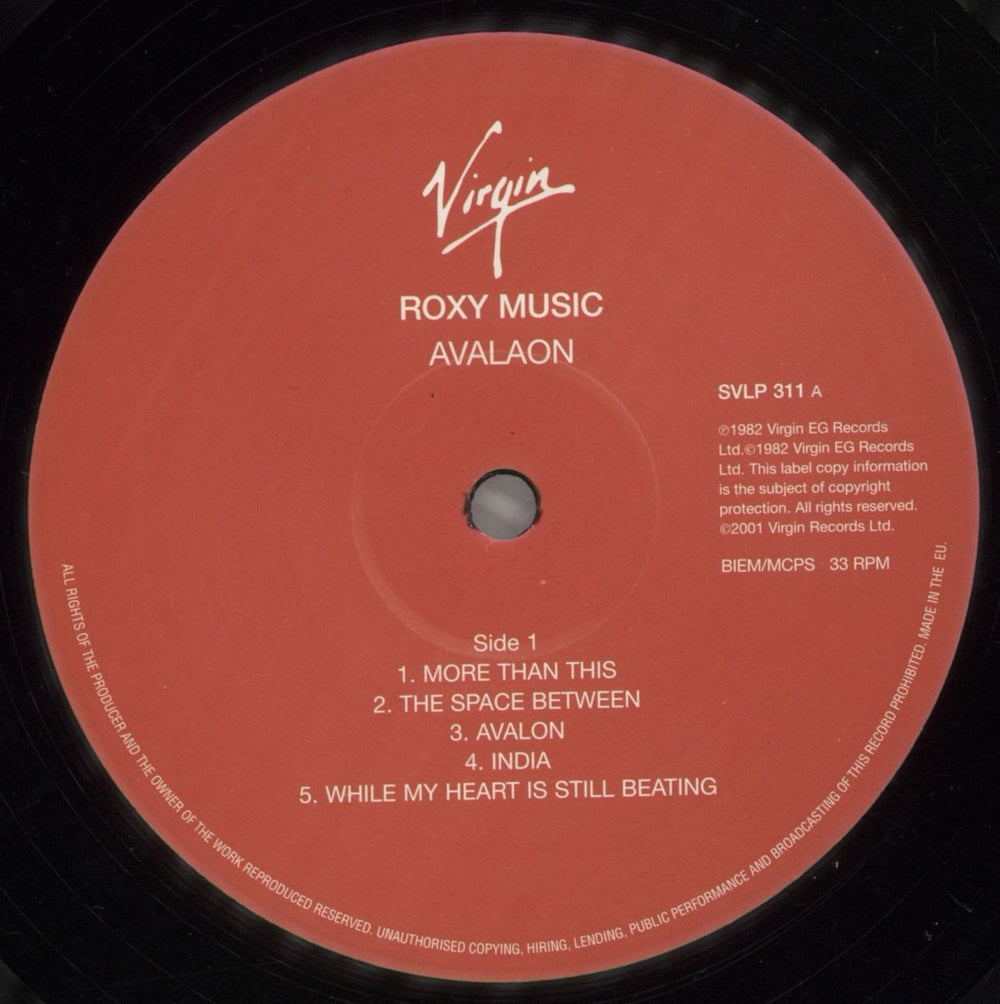 Virgin
ROXY MUSIC
AVALAON
SVLP 311 A
℗1982 Virgin EG Records
Ltd.©1982 Virgin EG Records
Ltd. This label copy information
is the subject of copyright
protection. All rights reserved.
©2001 Virgin Records Ltd.
BIEM/MCPS 33 RPM
Side 1
1. MORE THAN THIS
2. THE SPACE BETWEEN
3. AVALON
4. INDIA
5. WHILE MY HEART IS STILL BEATING
ALL RIGHTS OF THE PRODUCER AND THE OWNER OF THE WORK REPRODUCED RESERVED. UNAUTHORISED COPYING, HIRING, LENDING, PUBLIC PERFORMANCE AND BROADCASTING OF THIS RECORD PROHIBITED. MADE IN THE EU.